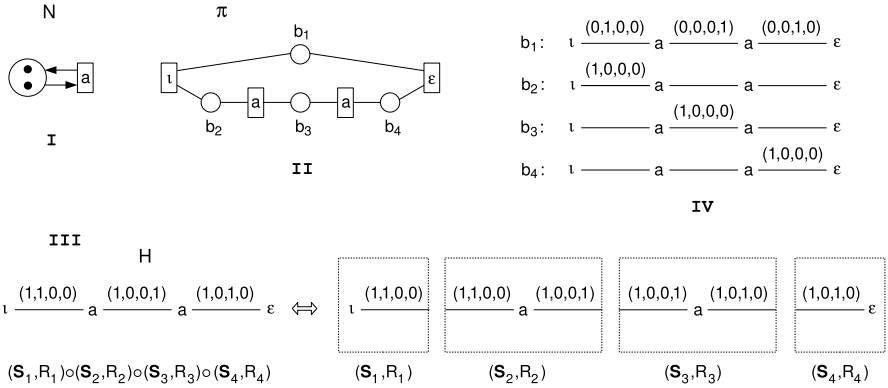 N
a
I
π
b1
ι
ε
a
a
b2
b3
b4
II
b1: ι (0,1,0,0) a (0,0,0,1) a (0,0,1,0) ε
b2: ι (1,0,0,0) a a ε
b3: ι a (1,0,0,0) a ε
b4: ι a a (1,0,0,0) ε
IV
III
H
ι (1,1,0,0) a (1,0,0,1) a (1,0,1,0) ε ⇔ ι (1,1,0,0) (1,1,0,0) a (1,0,0,1) (1,0,0,1) a (1,0,1,0) (1,0,1,0) ε
(S1,R1)∘(S2,R2)∘(S3,R3)∘(S4,R4) (S1,R1) (S2,R2) (S3,R3) (S4,R4)